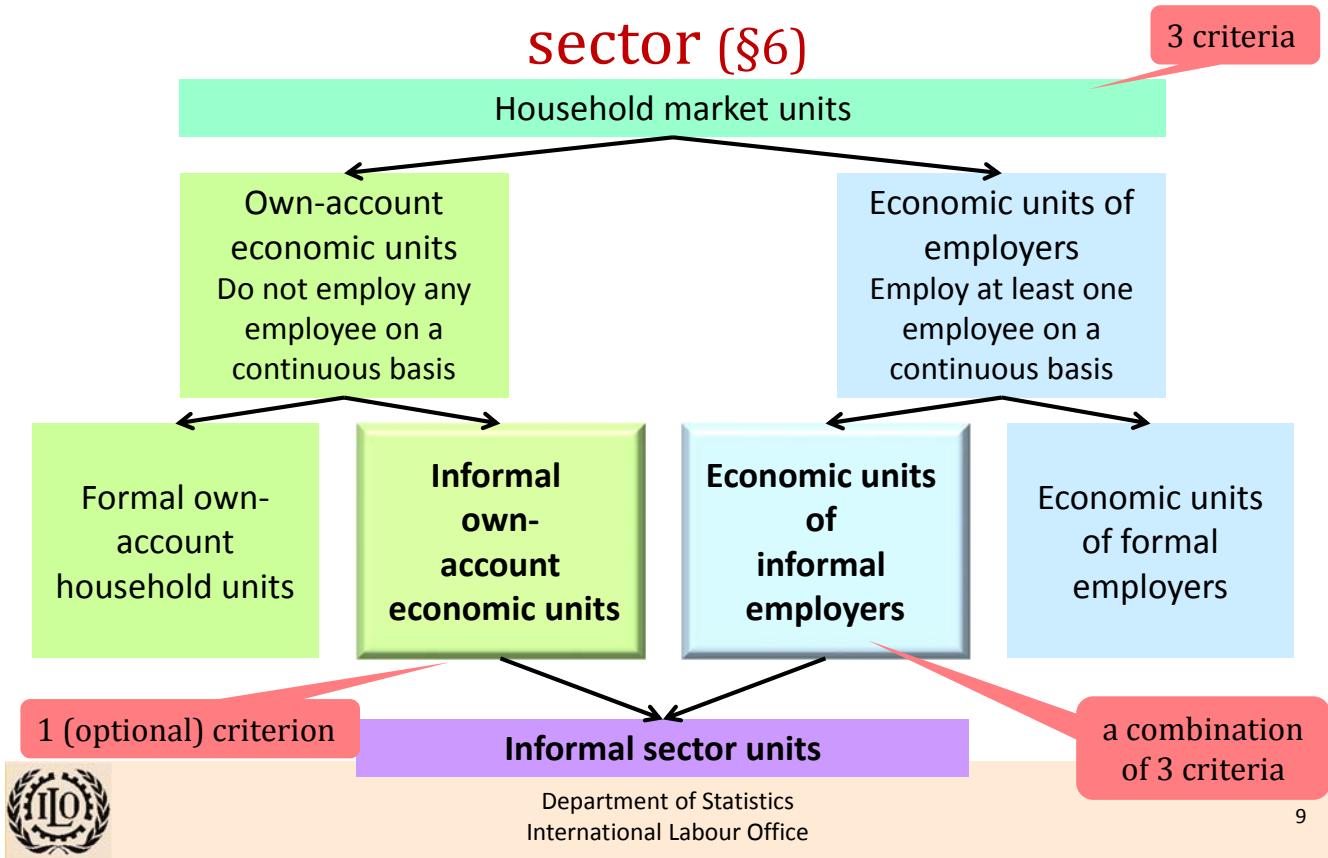 sector (§6)
3 criteria
Household market units
Own-account
economic units
Do not employ any
employee on a
continuous basis
Economic units of
employers
Employ at least one
employee on a
continuous basis
Formal own-
account
household units
Informal
own-
account
economic units
Economic units
of
informal
employers
Economic units
of formal
employers
1 (optional) criterion
Informal sector units
a combination
of 3 criteria
ILO
Department of Statistics
International Labour Office
9